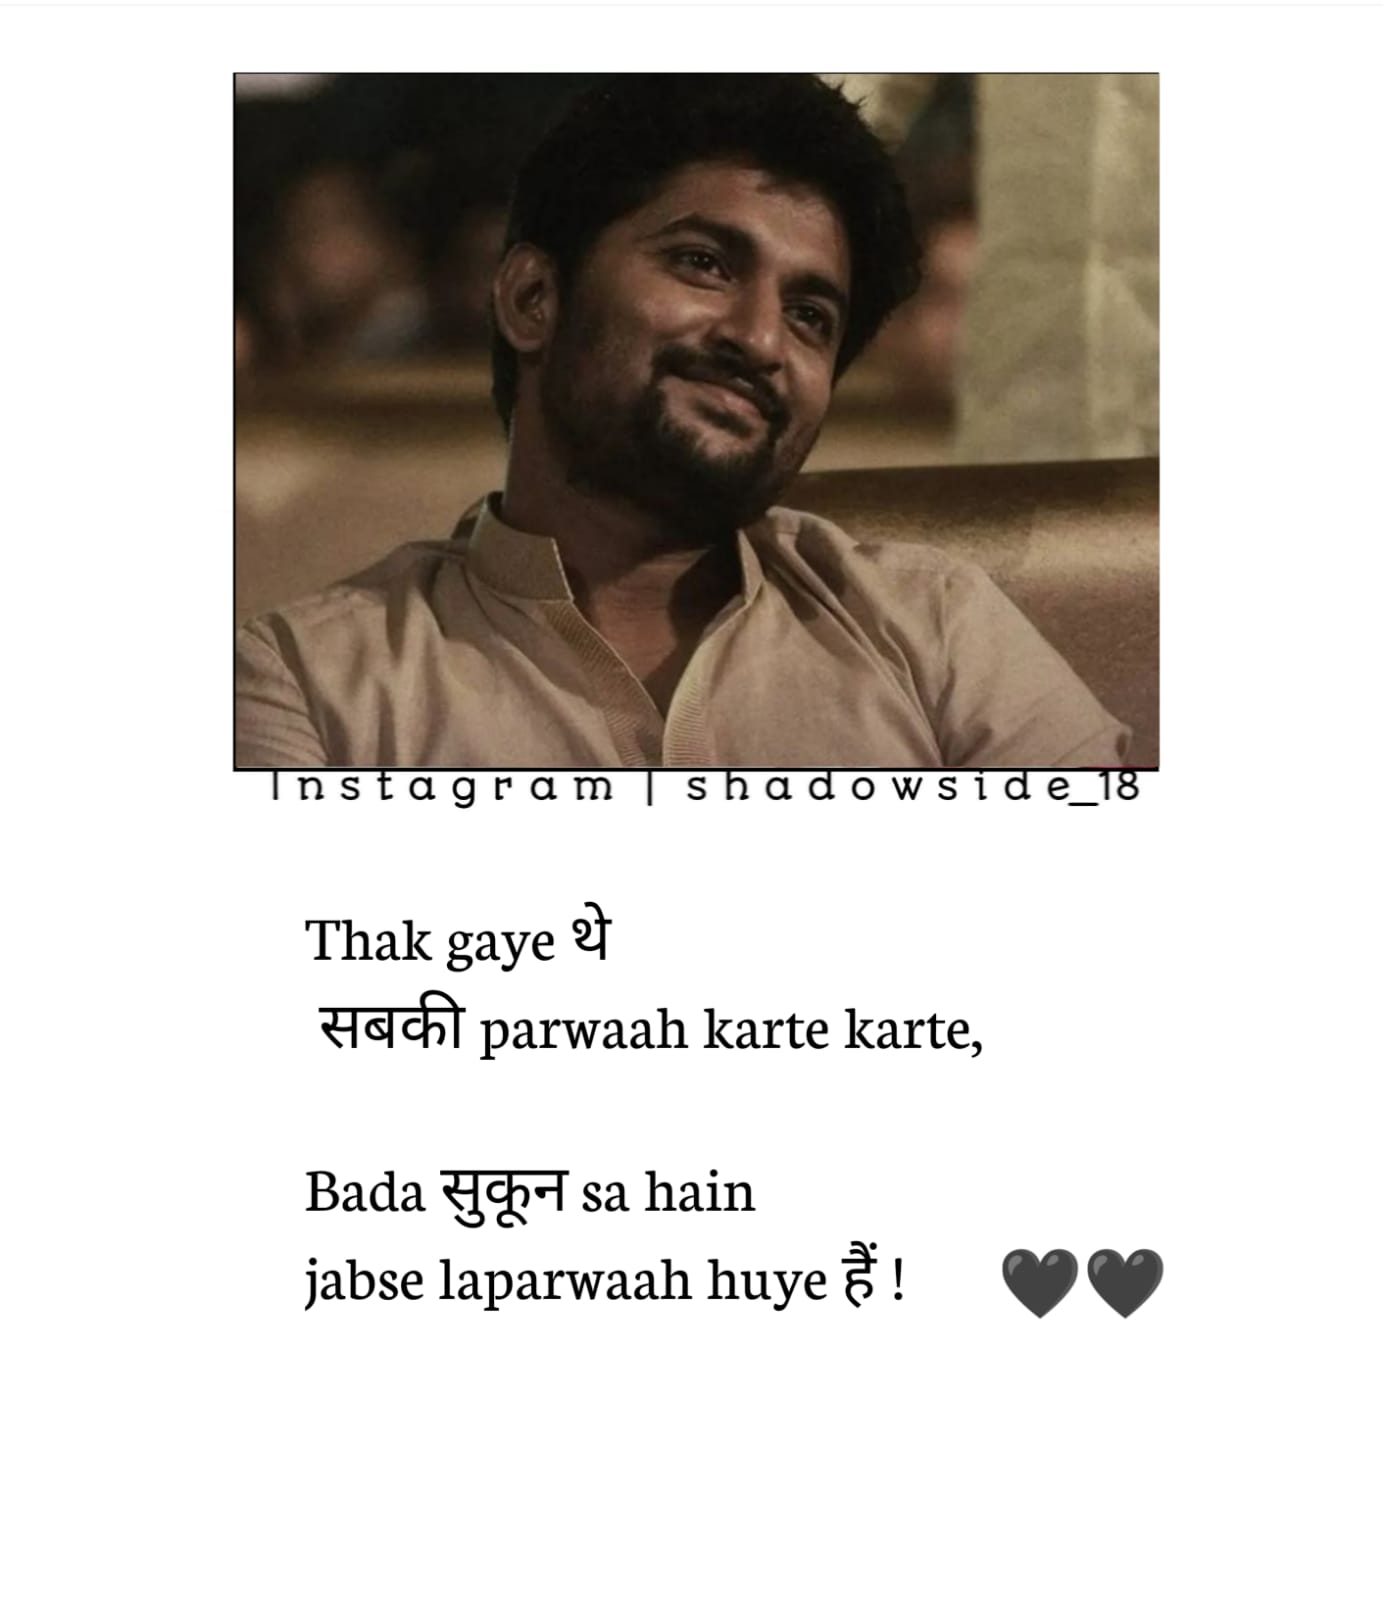 Instagram | shadowside_18
Thak gaye थे
सबकी parwaah karte karte,
Bada सुकून sa hain
jabse laparwaah huye हैं ! 🖤🖤